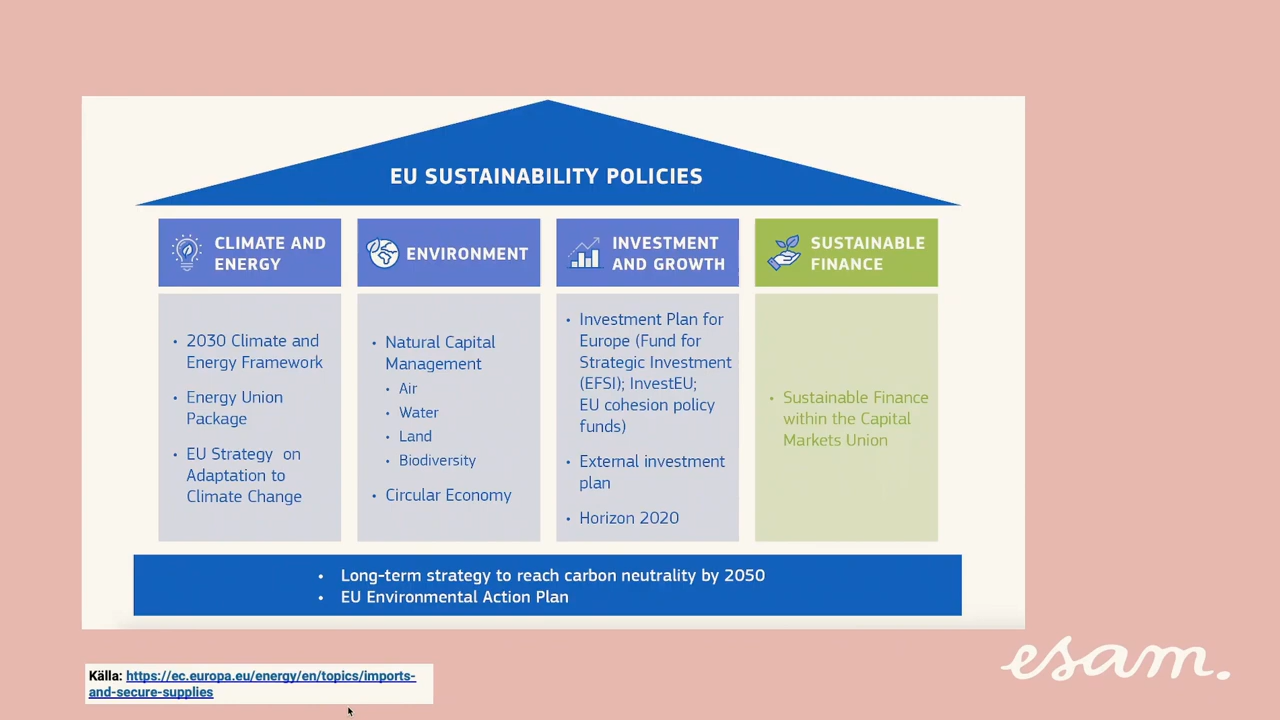 EU SUSTAINABILITY POLICIES
CLIMATE AND
ENERGY
• 2030 Climate and
Energy Framework
• Energy Union
Package
• EU Strategy on
Adaptation to
Climate Change
ENVIRONMENT
• Natural Capital
Management
• Air
• Water
• Land
• Biodiversity
• Circular Economy
INVESTMENT
AND GROWTH
• Investment Plan for
Europe (Fund for
Strategic Investment
(EFSI); InvestEU;
EU cohesion policy
funds)
• External investment
plan
• Horizon 2020
SUSTAINABLE
FINANCE
• Sustainable Finance
within the Capital
Markets Union
• Long-term strategy to reach carbon neutrality by 2050
• EU Environmental Action Plan
Källa: https://ec.europa.eu/energy/en/topics/imports-
and-secure-supplies
esam.